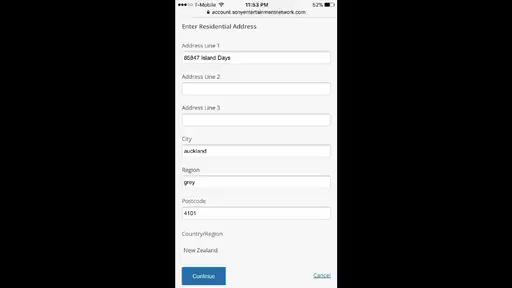 T-Mobile 11:53 PM 52%
account.sonyentertainmentnetwork.com
Enter Residential Address
Address Line 1
85847 Island Days
Address Line 2
Address Line 3
City
auckland
Region
grey
Postcode
4101
Country/Region
New Zealand
Continue
Cancel